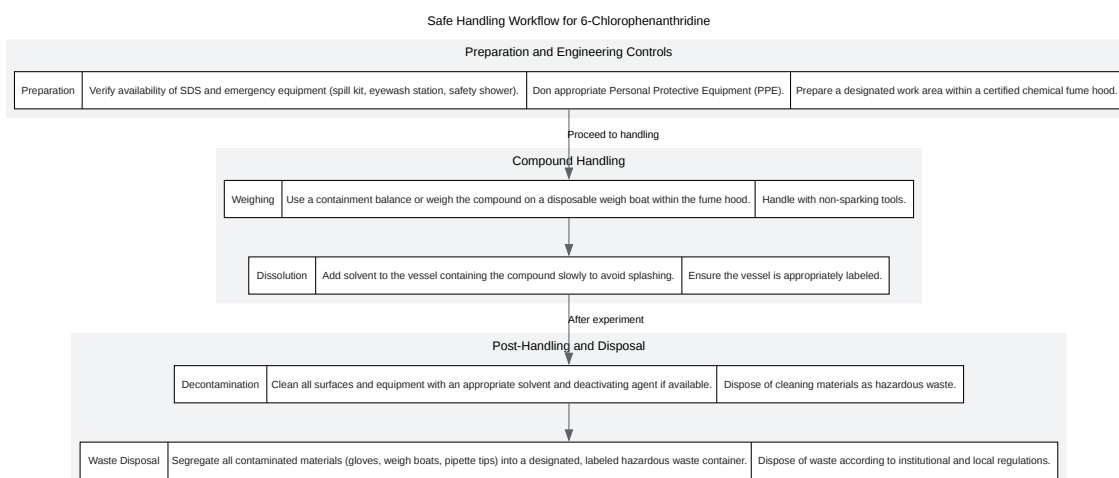 Safe Handling Workflow for 6-Chlorophenanthridine
Preparation and Engineering Controls
Preparation
Verify availability of SDS and emergency equipment (spill kit, eyewash station, safety shower).
Don appropriate Personal Protective Equipment (PPE).
Prepare a designated work area within a certified chemical fume hood.
Proceed to handling
Compound Handling
Weighing
Use a containment balance or weigh the compound on a disposable weigh boat within the fume hood.
Handle with non-sparking tools.
Dissolution
Add solvent to the vessel containing the compound slowly to avoid splashing.
Ensure the vessel is appropriately labeled.
After experiment
Post-Handling and Disposal
Decontamination
Clean all surfaces and equipment with an appropriate solvent and deactivating agent if available.
Dispose of cleaning materials as hazardous waste.
Waste Disposal
Segregate all contaminated materials (gloves, weigh boats, pipette tips) into a designated, labeled hazardous waste container.
Dispose of waste according to institutional and local regulations.